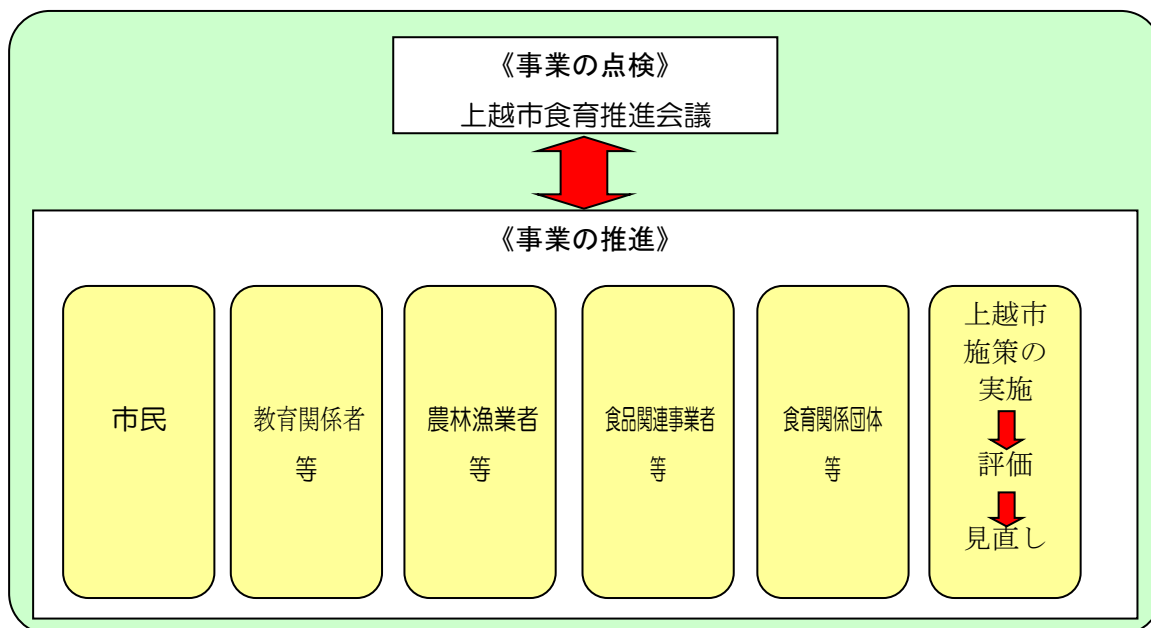 《事業の点検》
上越市食育推進会議
《事業の推進》
市民
教育関係者
等
農林漁業者
等
食品関連事業者
等
食育関係団体
等
上越市
施策の
実施
評価
見直し